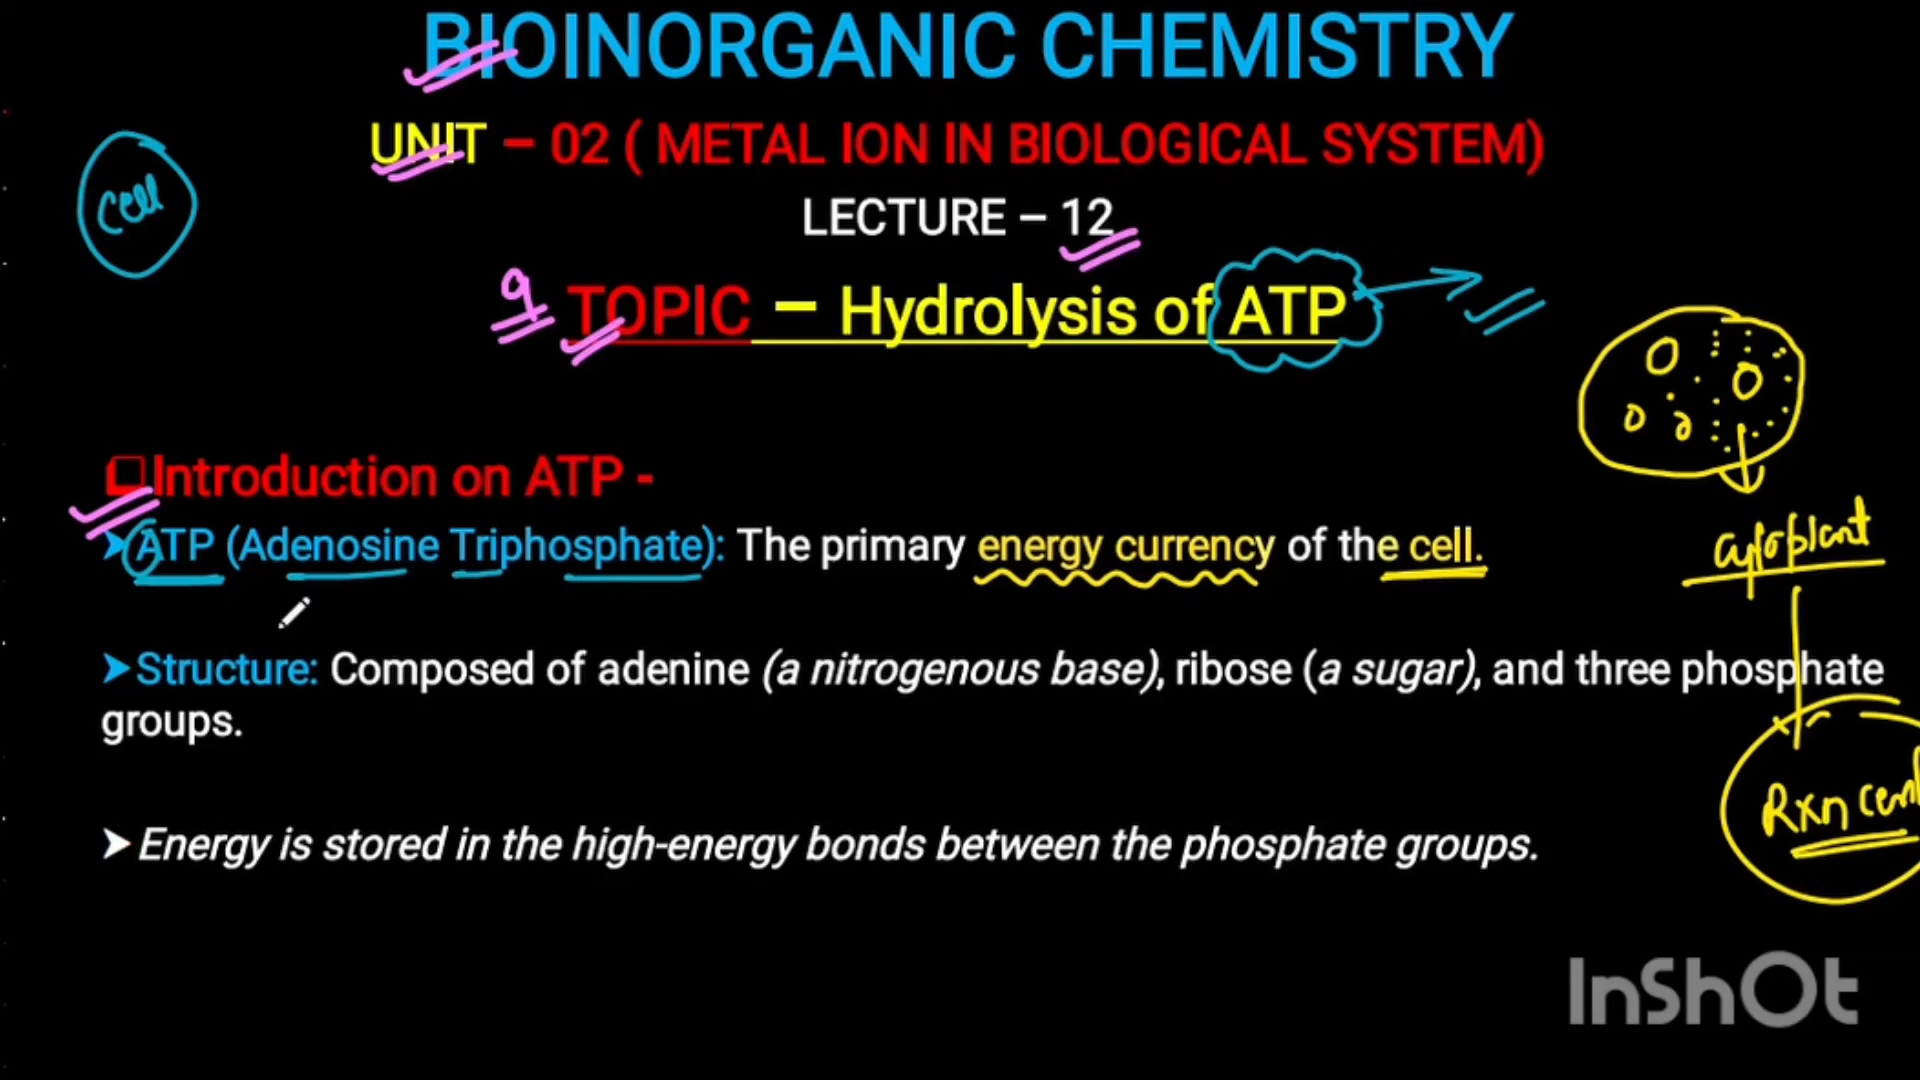 BIOINORGANIC CHEMISTRY
UNIT – 02 ( METAL ION IN BIOLOGICAL SYSTEM)
cell
LECTURE – 12
9 TOPIC – Hydrolysis of ATP
❑Introduction on ATP -
➤ATP (Adenosine Triphosphate): The primary energy currency of the cell.
➤Structure: Composed of adenine (a nitrogenous base), ribose (a sugar), and three phosphate
groups.
Rxn
➤Energy is stored in the high-energy bonds between the phosphate groups.
InShOt